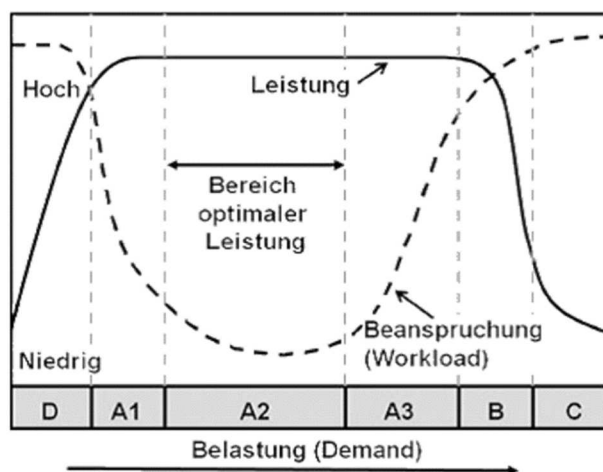 Hoch
Leistung
Bereich
optimaler
Leistung
Beanspruchung
(Workload)
Niedrig
D A1 A2 A3 B C
Belastung (Demand)